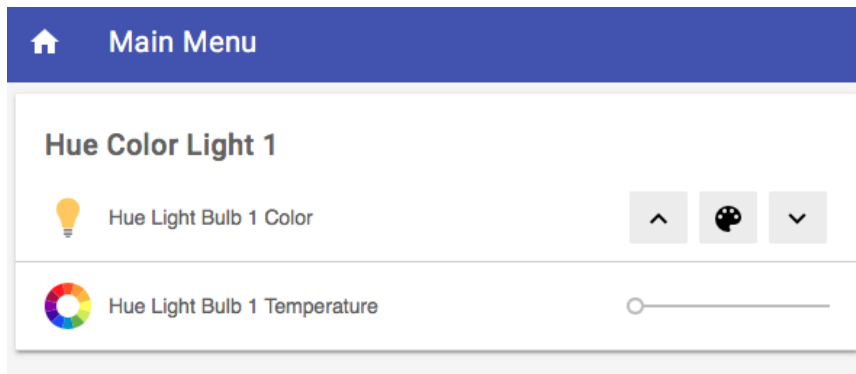 Main Menu
Hue Color Light 1
Hue Light Bulb 1 Color
Hue Light Bulb 1 Temperature